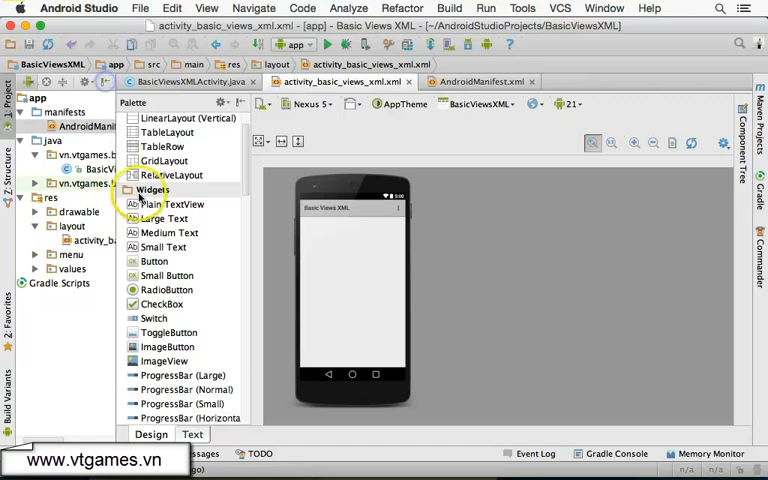 Android Studio File Edit View Navigate Code Analyze Refactor Build Run Tools VCS Window Help
activity_basic_views_xml.xml - [app] - Basic Views XML - [~/AndroidStudioProjects/BasicViewsXML]
app
BasicViewsXML app src main res layout activity_basic_views_xml.xml
BasicViewsXMLActivity.java activity_basic_views_xml.xml AndroidManifest.xml
1: Project
Z: Structure
2: Favorites
Build Variants
app
manifests
AndroidManif
java
vn.vtgames.b
BasicV
res
drawable
layout
activity_ba
menu
values
Gradle Scripts
Palette
LinearLayout (Vertical)
TableLayout
TableRow
GridLayout
RelativeLayout
Widgets
Plain TextView
Large Text
Medium Text
Small Text
Button
Small Button
RadioButton
CheckBox
Switch
ToggleButton
ImageButton
ImageView
ProgressBar (Large)
ProgressBar (Normal)
ProgressBar (Small)
ProgressBar (Horizonta
Design Text
Nexus 5 AppTheme BasicViewsXML 21
5:00
Basic Views XML
Component Tree
Maven Projects
Gradle
Commander
ssages TODO Event Log Gradle Console Memory Monitor
www.vtgames.vn
go) n/a n/a